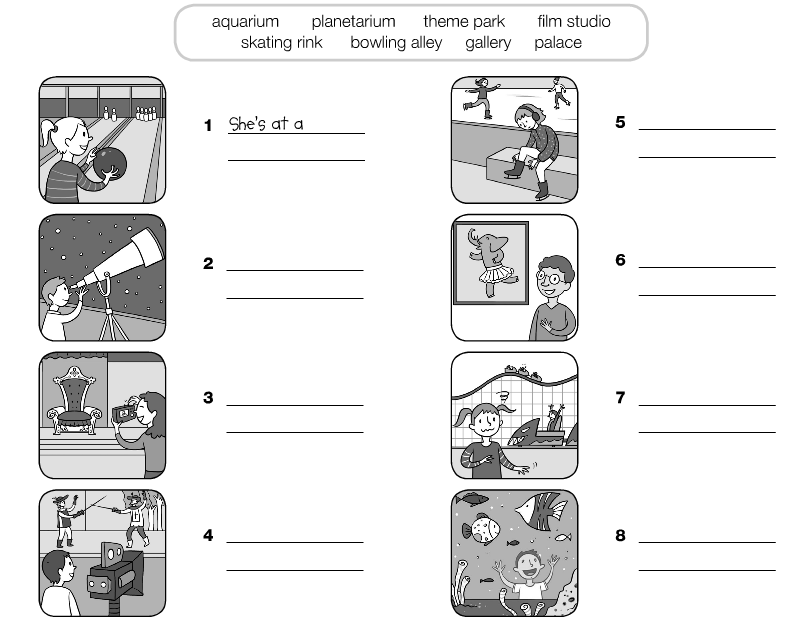 aquarium planetarium theme park film studio
skating rink bowling alley gallery palace
1 She's at a
2
3
4
5
6
7
8